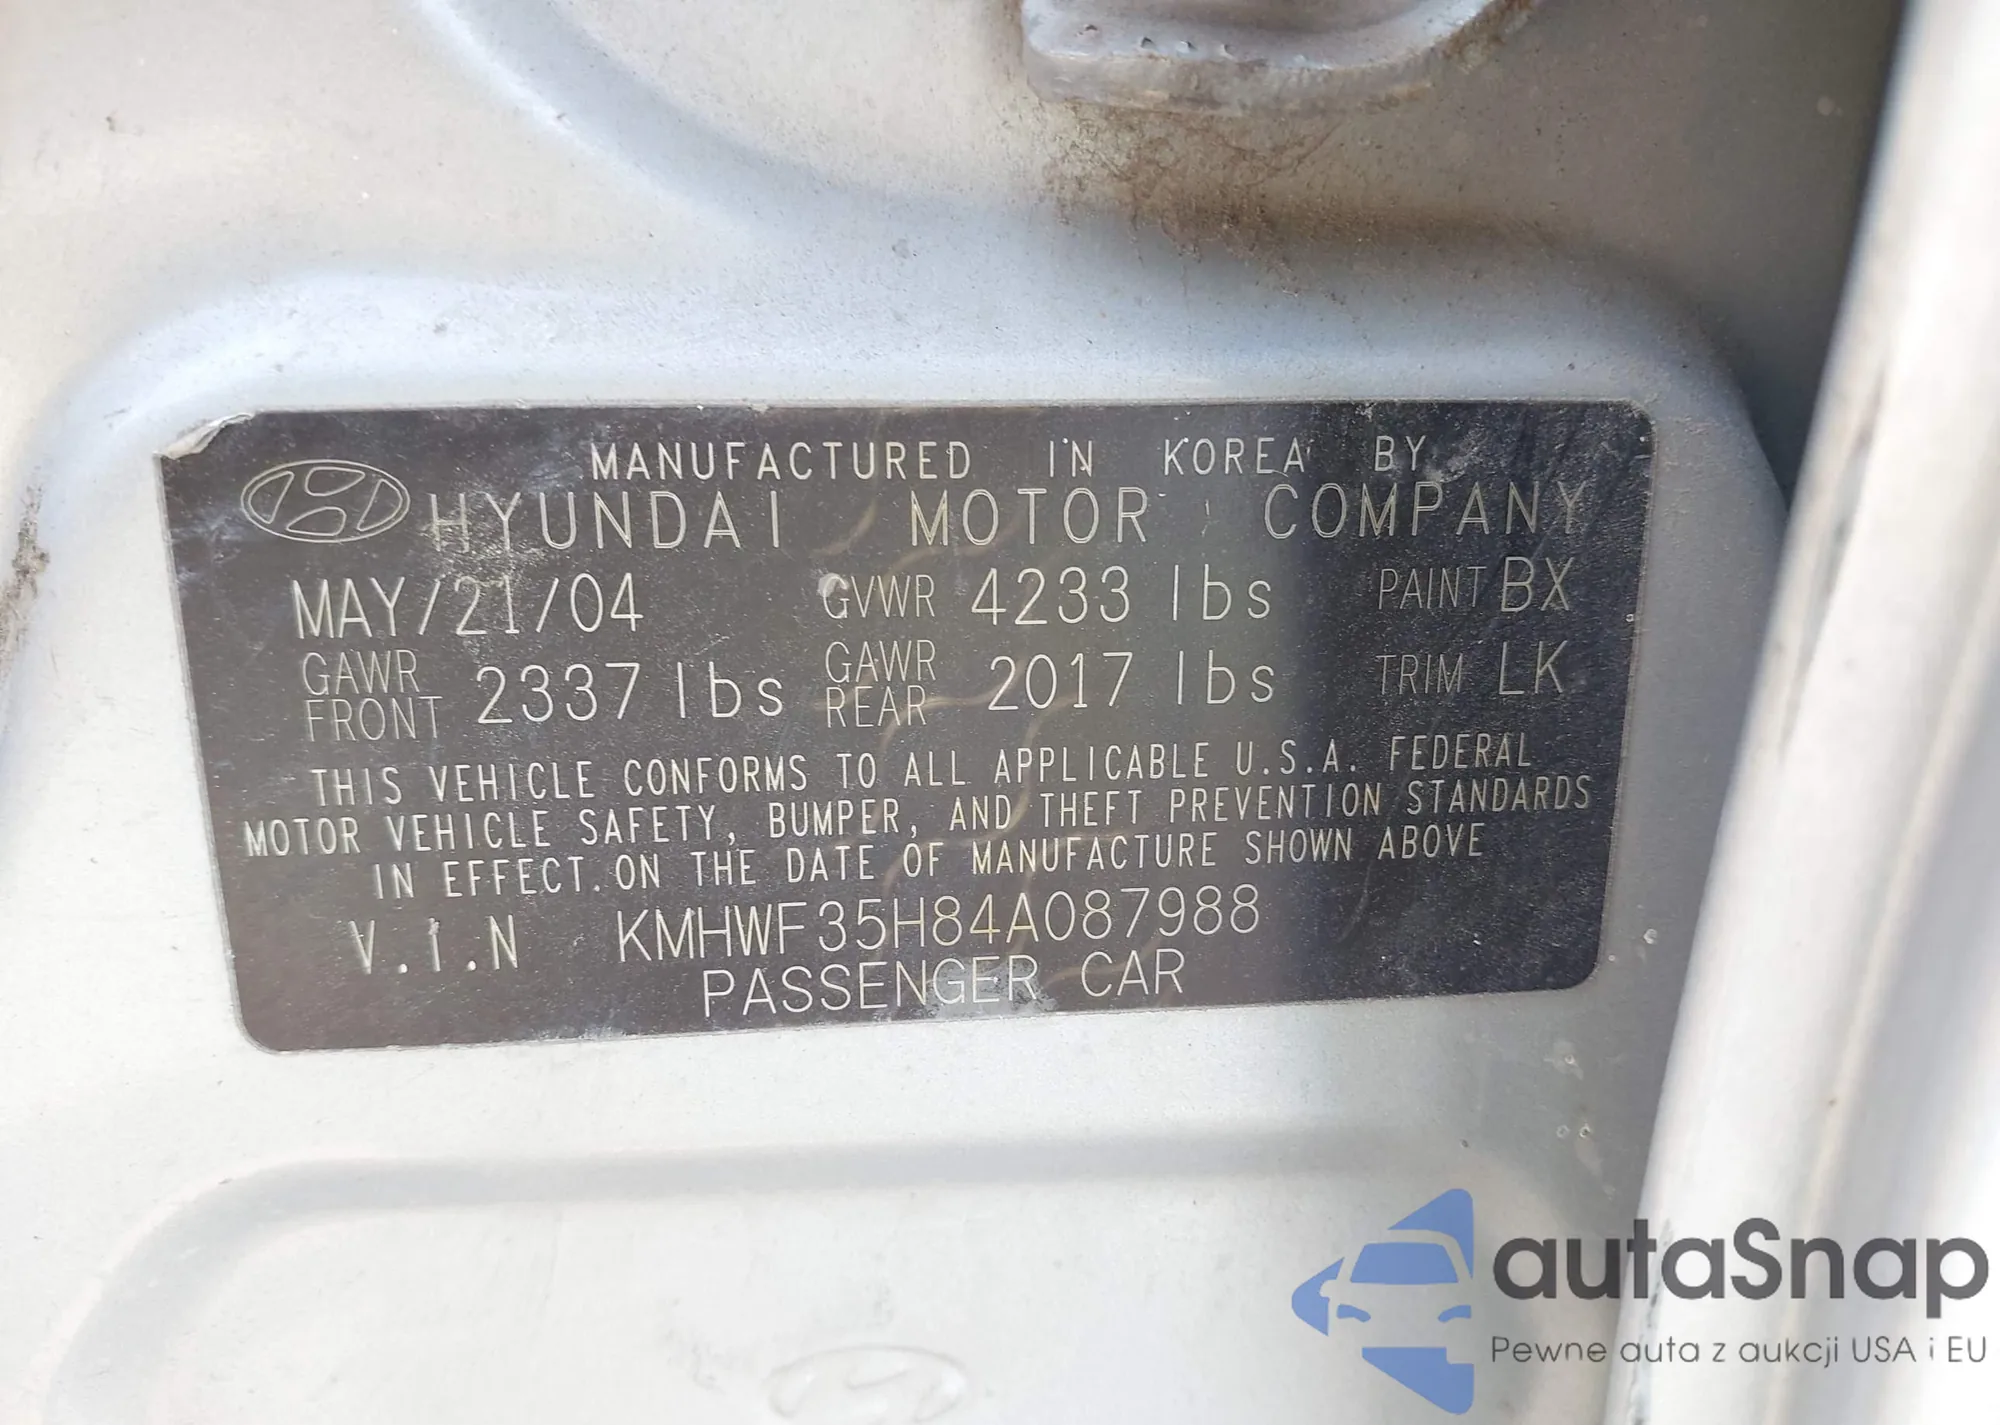 MANUFACTURED IN KOREA BY
HYUNDAI MOTOR COMPANY
MAY/21/04 GVWR 4233 lbs PAINT BX
GAWR FRONT 2337 lbs GAWR REAR 2017 lbs TRIM LK
THIS VEHICLE CONFORMS TO ALL APPLICABLE U.S.A. FEDERAL
MOTOR VEHICLE SAFETY, BUMPER, AND THEFT PREVENTION STANDARDS
IN EFFECT.ON THE DATE OF MANUFACTURE SHOWN ABOVE
V.I.N KMHWF35H84A087988
PASSENGER CAR
autaSnap
Pewne auta z aukcji USA i EU